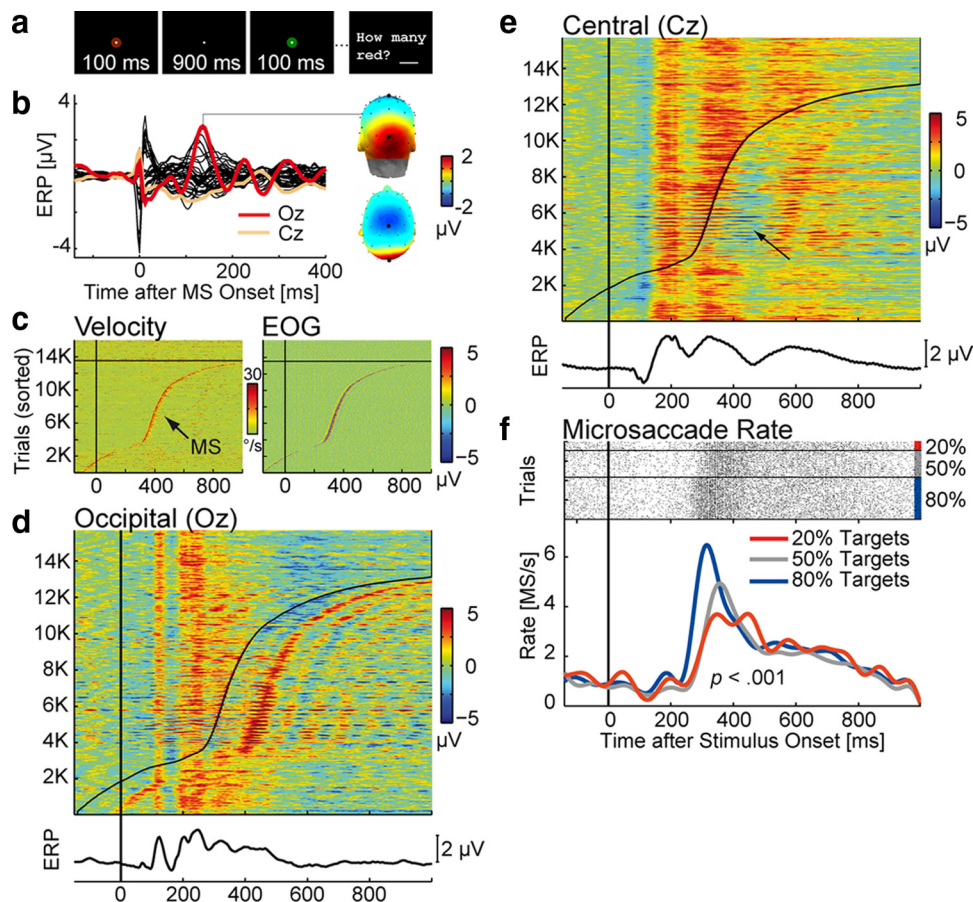 a
100 ms
900 ms
100 ms
...
How many
red? __
b
4
-4
ERP [µV]
0
200
400
Time after MS Onset [ms]
Oz
Cz
2
-2
µV
c
Velocity
EOG
Trials (sorted)
14K
10K
6K
2K
MS
30
°/s
0
400
800
0
400
800
5
0
−5
µV
d
Occipital (Oz)
14K
12K
10K
8K
6K
4K
2K
5
0
−5
µV
ERP
2 µV
0
200
400
600
800
e
Central (Cz)
14K
12K
10K
8K
6K
4K
2K
5
0
−5
µV
ERP
2 µV
0
200
400
600
800
f
Microsaccade Rate
Trials
20%
50%
80%
20% Targets
50% Targets
80% Targets
Rate [MS/s]
6
4
2
0
p < .001
0
200
400
600
800
Time after Stimulus Onset [ms]